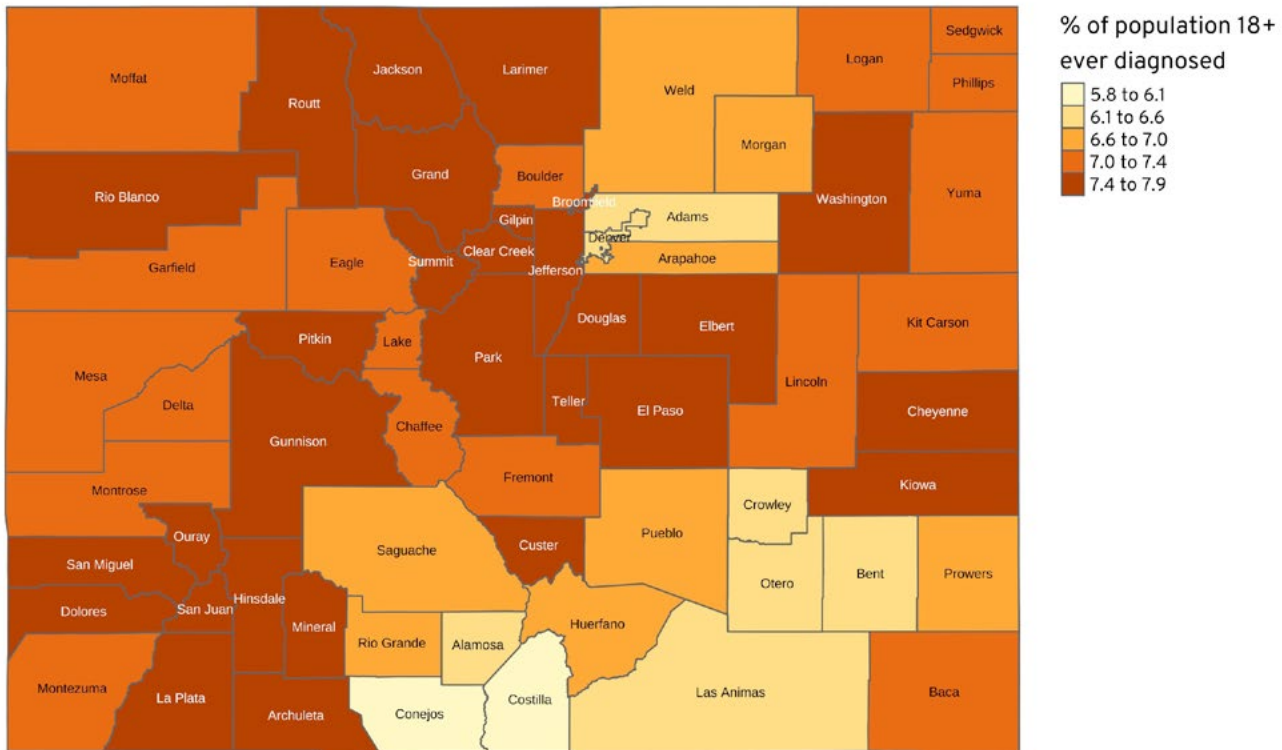 % of population 18+
ever diagnosed
5.8 to 6.1
6.1 to 6.6
6.6 to 7.0
7.0 to 7.4
7.4 to 7.9
Moffat
Routt
Jackson
Larimer
Weld
Logan
Sedgwick
Phillips
Morgan
Rio Blanco
Grand
Boulder
Broomfield
Washington
Yuma
Gilpin
Adams
Denver
Clear Creek
Arapahoe
Garfield
Eagle
Summit
Jefferson
Pitkin
Lake
Park
Douglas
Elbert
Kit Carson
Mesa
Delta
Lincoln
Teller
El Paso
Cheyenne
Gunnison
Chaffee
Montrose
Fremont
Kiowa
Crowley
Ouray
Saguache
Custer
Pueblo
San Miguel
Otero
Bent
Prowers
Dolores
San Juan
Hinsdale
Mineral
Rio Grande
Alamosa
Huerfano
Montezuma
La Plata
Archuleta
Conejos
Costilla
Las Animas
Baca